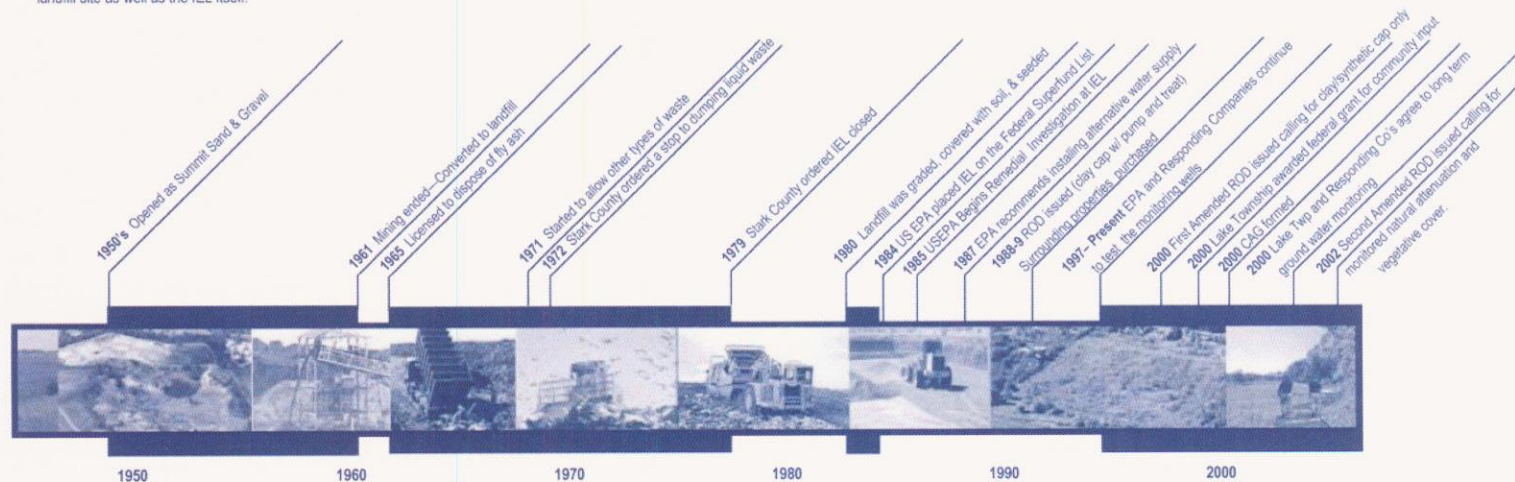 landfill site as well as the IEL itself.
1950's Opened as Summit Sand & Gravel
1961 Mining ended—Converted to landfill
1965 Licensed to dispose of fly ash
1971 Started to allow other types of waste
1972 Stark County ordered a stop to dumping liquid waste
1979 Stark County ordered IEL closed
1980 Landfill was graded, covered with soil, & seeded
1984 US EPA placed IEL on the Federal Superfund List
1985 USEPA Begins Remedial Investigation at IEL
1987 EPA recommends installing alternative water supply
1988-9 ROD issued (clay cap w/ pump and treat)
Surrounding properties purchased
1997– Present EPA and Responding Companies continue
to test the monitoring wells
2000 First Amended ROD issued calling for clay/synthetic cap only
2000 Lake Township awarded federal grant for community input
2000 CAG formed
2000 Lake Twp and Responding Co's agree to long term
ground water monitoring
2002 Second Amended ROD issued calling for
monitored natural attenuation and
vegetative cover.
1950
1960
1970
1980
1990
2000